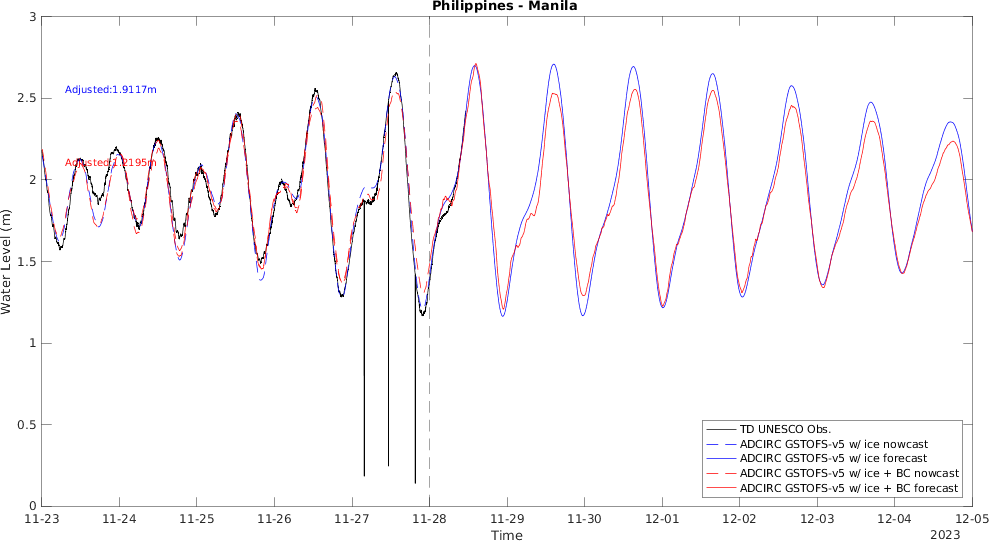 Philippines - Manila
3
2.5
2
1.5
1
0.5
0
Water Level (m)
Adjusted:1.9117m
Adjusted:1.2195m
TD UNESCO Obs.
ADCIRC GSTOFS-v5 w/ ice nowcast
ADCIRC GSTOFS-v5 w/ ice forecast
ADCIRC GSTOFS-v5 w/ ice + BC nowcast
ADCIRC GSTOFS-v5 w/ ice + BC forecast
11-23 11-24 11-25 11-26 11-27 11-28 11-29 11-30 12-01 12-02 12-03 12-04 12-05
Time
2023